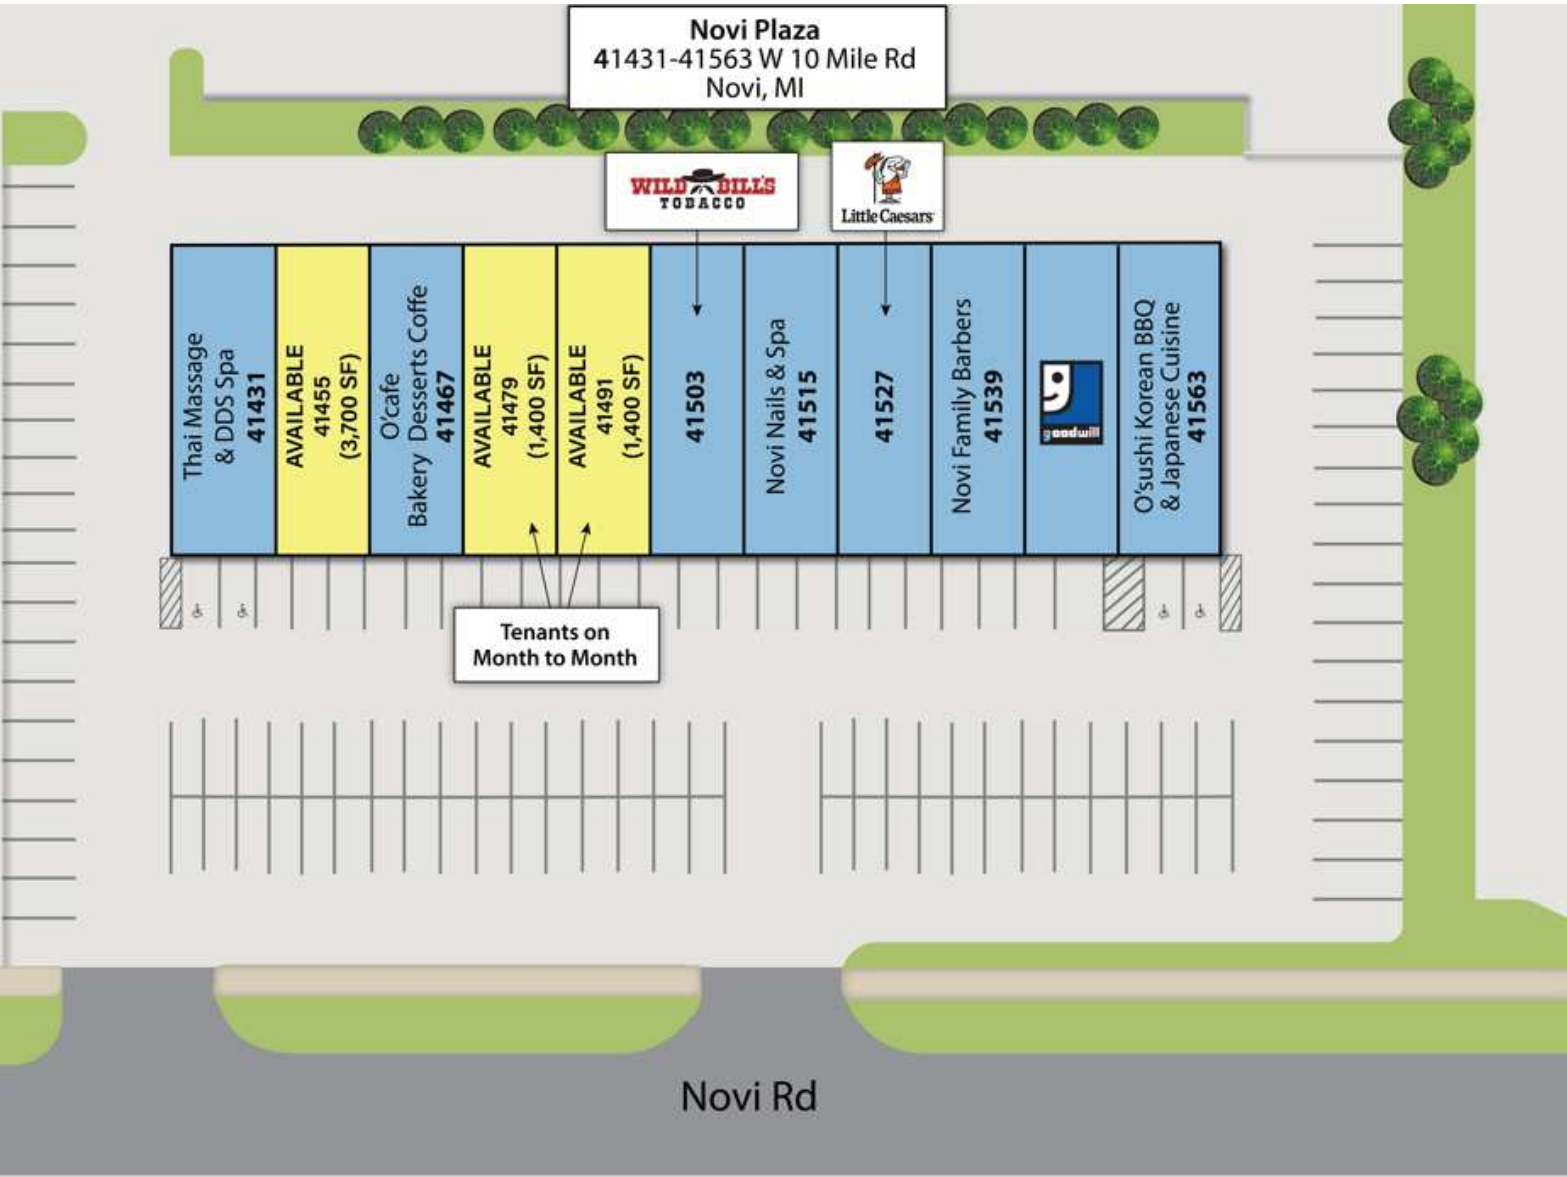 Novi Plaza
41431-41563 W 10 Mile Rd
Novi, MI
WILD BILL'S
TOBACCO
Little Caesars
Thai Massage
& DDS Spa
41431
AVAILABLE
41455
(3,700 SF)
O'cafe
Bakery Desserts Coffe
41467
AVAILABLE
41479
(1,400 SF)
AVAILABLE
41491
(1,400 SF)
41503
Novi Nails & Spa
41515
41527
Novi Family Barbers
41539
goodwill
O'sushi Korean BBQ
& Japanese Cuisine
41563
Tenants on
Month to Month
Novi Rd